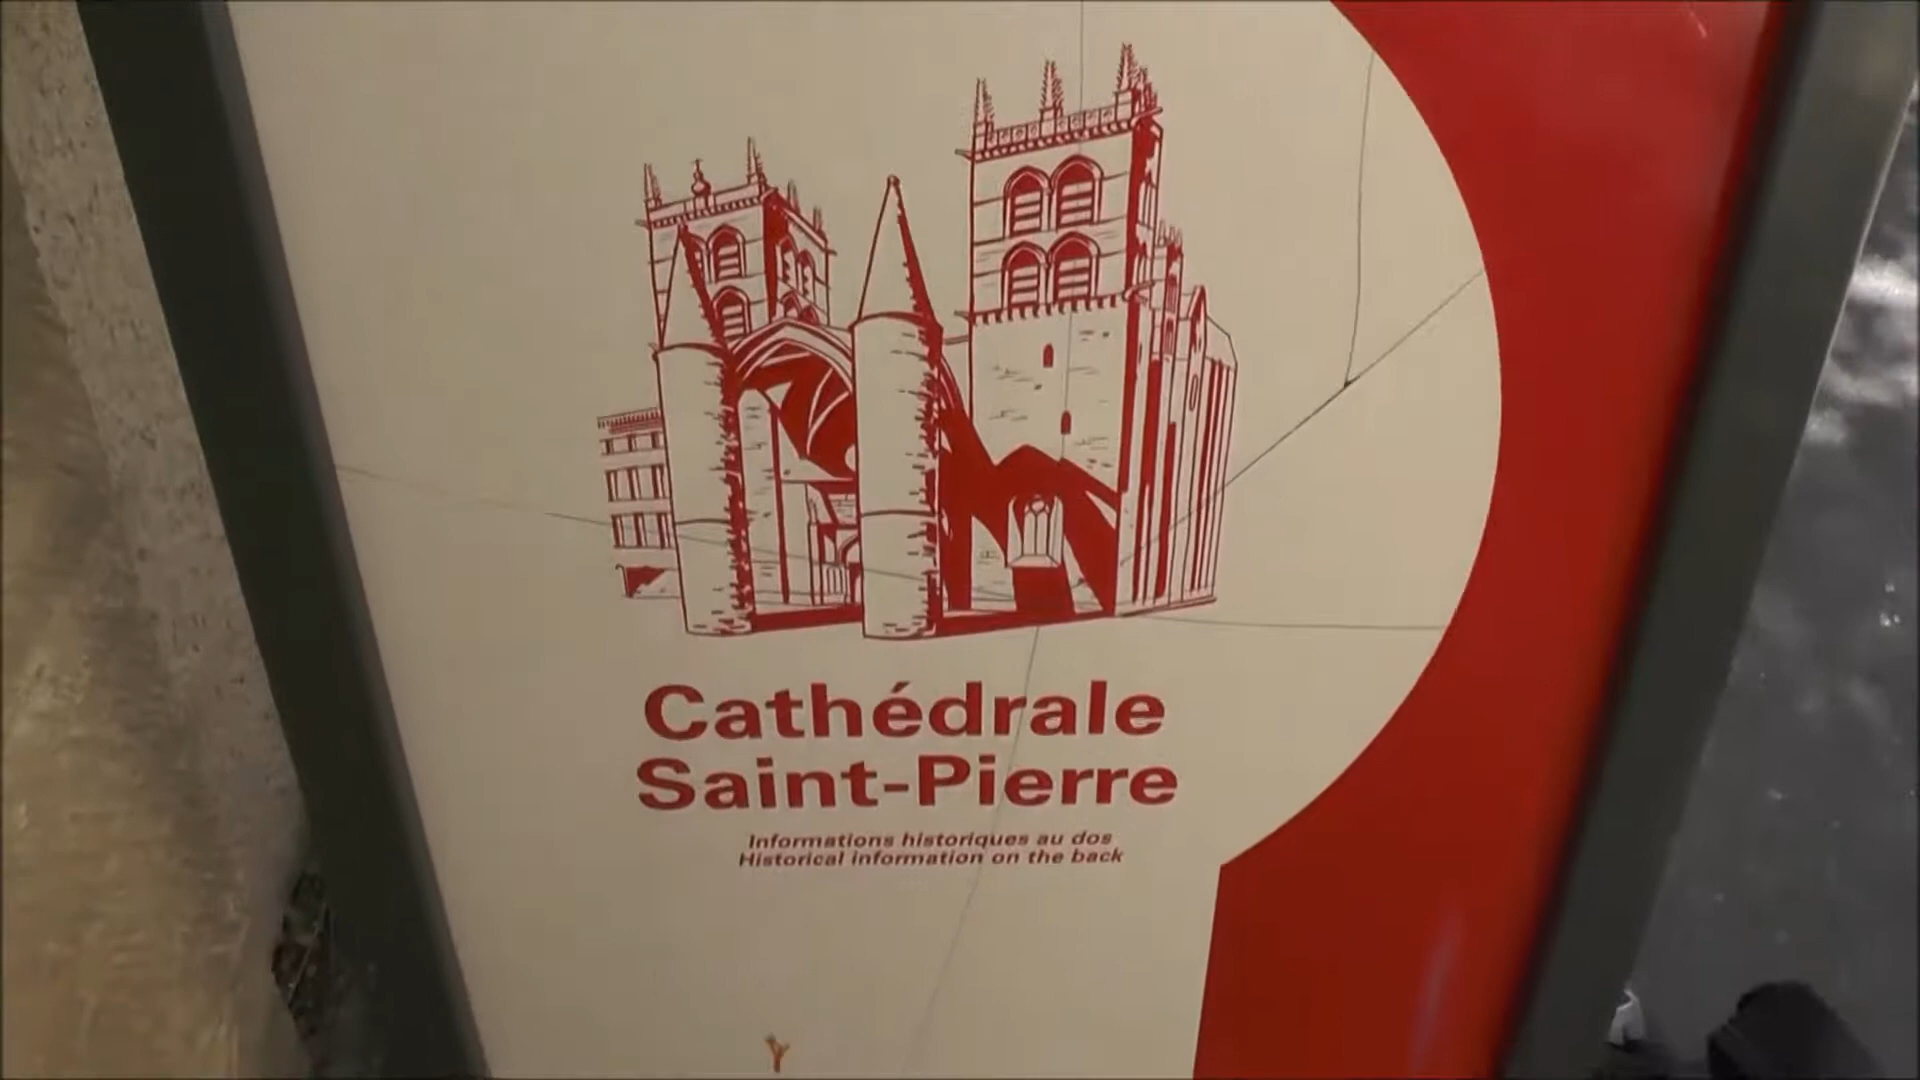 Cathédrale
Saint-Pierre
Informations historiques au dos
Historical information on the back